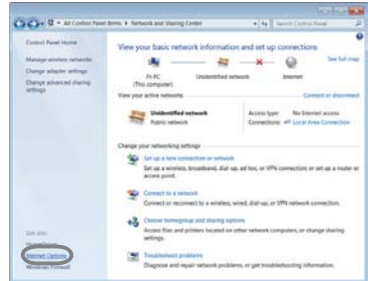 All Control Panel Items ▸ Network and Sharing Center
Search Control Panel
Control Panel Home
Manage wireless networks
Change adapter settings
Change advanced sharing settings
View your basic network information and set up connections
See full map
(This computer)
Unidentified network
Internet
View your active networks
Connect or disconnect
Unidentified network
Public network
Access type: No Internet access
Connections: Local Area Connection
Change your networking settings
Set up a new connection or network
Set up a wireless, broadband, dial-up, ad hoc, or VPN connection; or set up a router or access point.
Connect to a network
Connect or reconnect to a wireless, wired, dial-up, or VPN network connection.
Choose homegroup and sharing options
Access files and printers located on other network computers, or change sharing settings.
Troubleshoot problems
Diagnose and repair network problems, or get troubleshooting information.
See also
HomeGroup
Internet Options
Windows Firewall